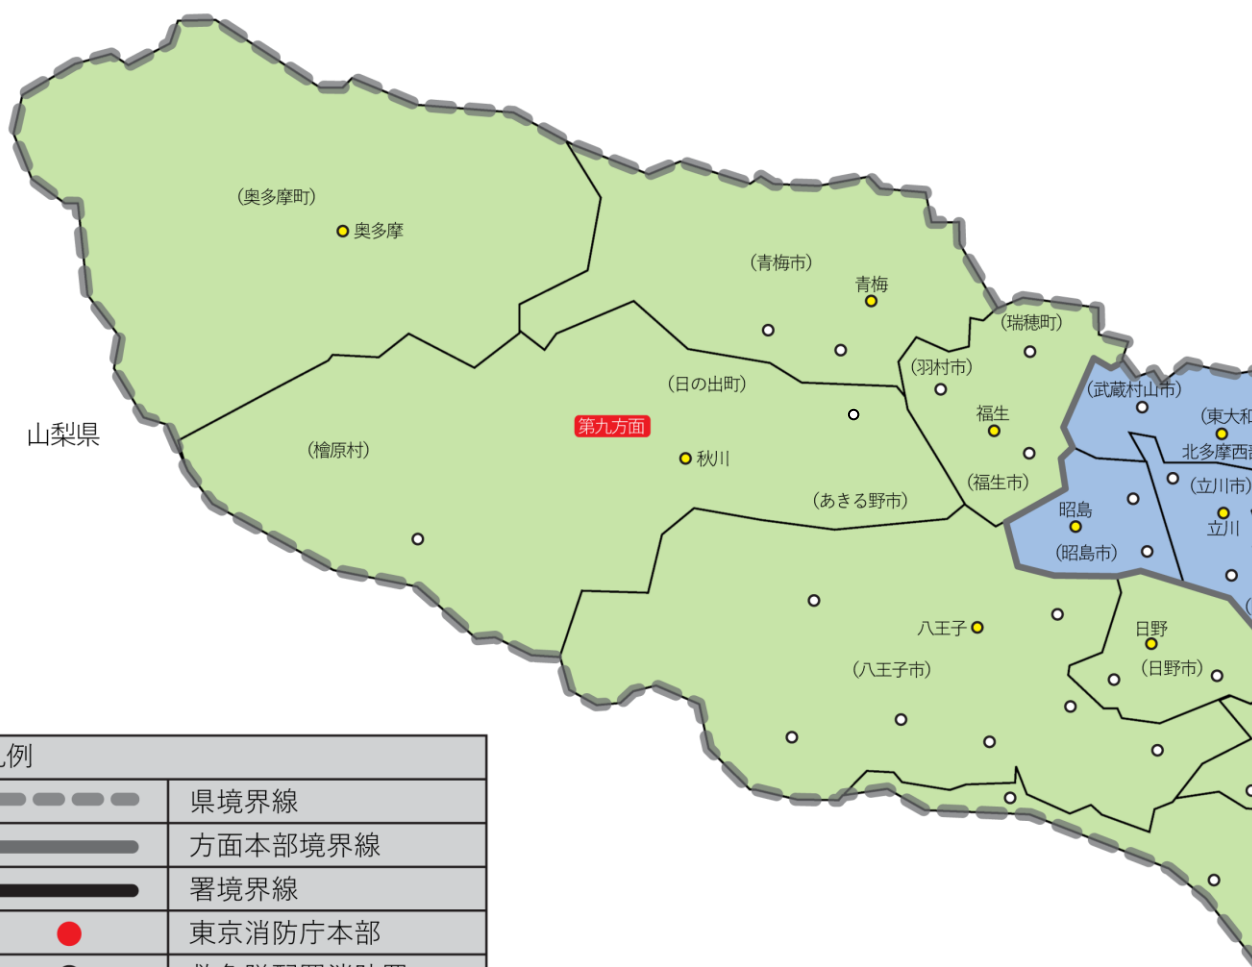 (奥多摩町)
奥多摩
(青梅市)
青梅
(瑞穂町)
(羽村市)
(日の出町)
(武蔵村山市)
(東大和
福生
第九方面
山梨県
(檜原村)
秋川
北多摩西
(福生市)
(立川市)
(あきる野市)
昭島
立川
(昭島市)
八王子
日野
(八王子市)
(日野市)
例
県境界線
方面本部境界線
署境界線
東京消防庁本部